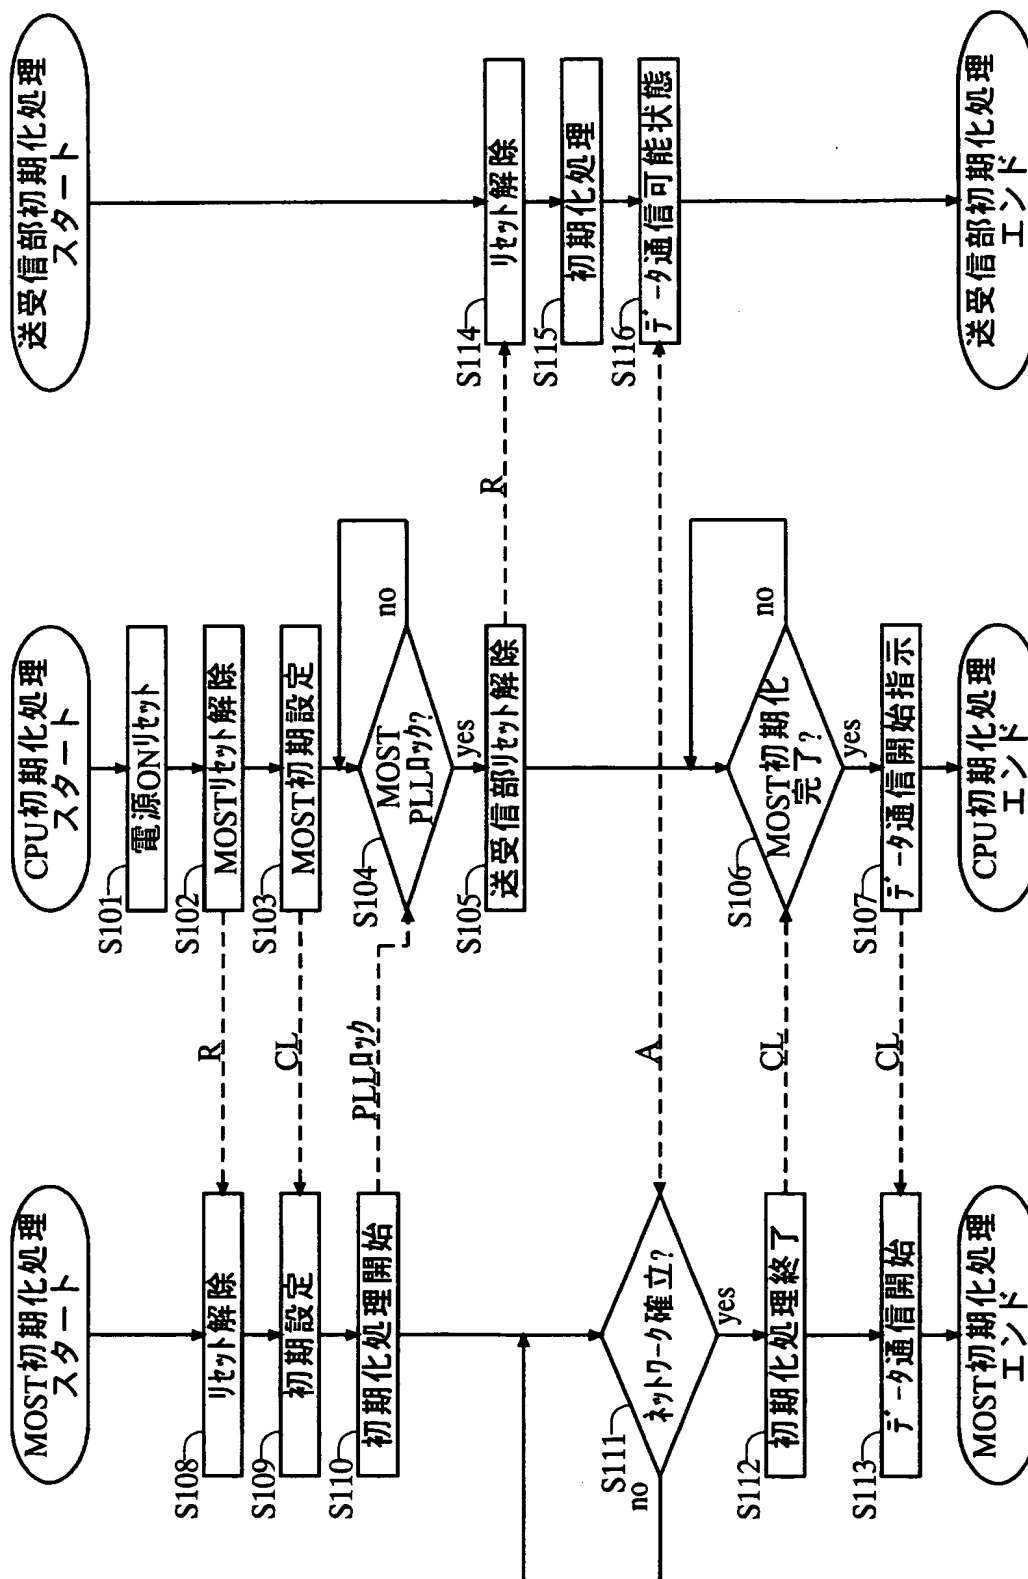 MOST初期化処理
スタート
S108
リセット解除
S109
初期設定
S110
初期化処理開始
S111
ネットワーク確立?
no
yes
S112
初期化処理終了
S113
データ通信開始
MOST初期化処理
エンド
R
CL
PLLロック
A
CL
CL
CPU初期化処理
スタート
S101
電源ONリセット
S102
MOSTリセット解除
S103
MOST初期設定
S104
MOST
PLLロック?
no
yes
S105
送受信部リセット解除
S106
MOST初期化
完了?
no
yes
S107
データ通信開始指示
CPU初期化処理
エンド
R
送受信部初期化処理
スタート
S114
リセット解除
S115
初期化処理
S116
データ通信可能状態
送受信部初期化処理
エンド